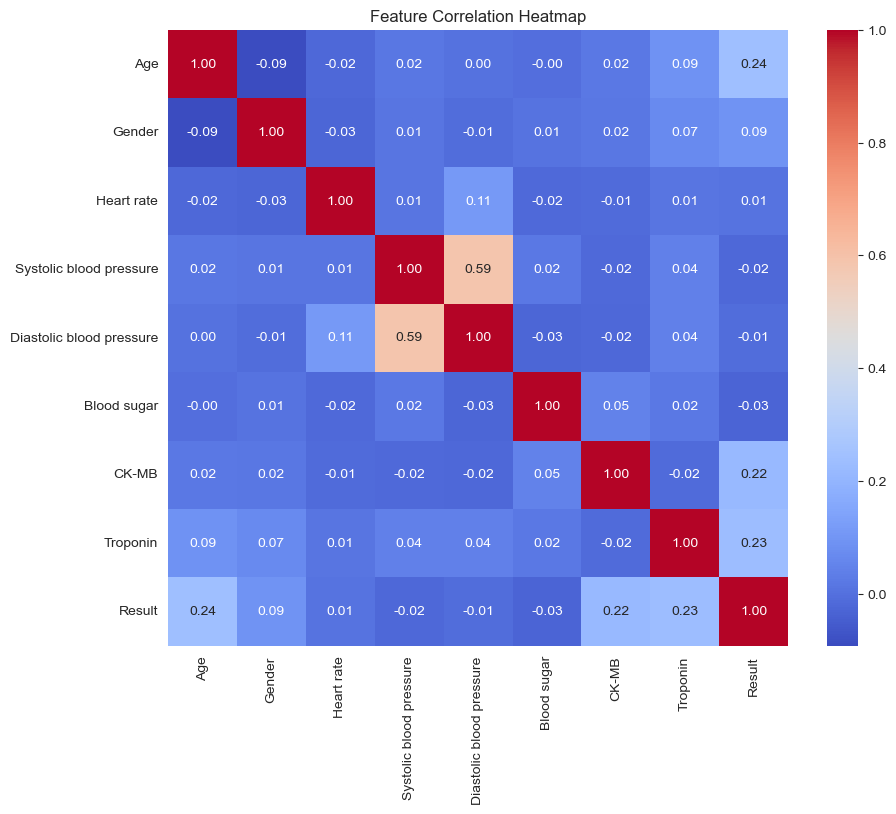 Feature Correlation Heatmap
Age 1.00 -0.09 -0.02 0.02 0.00 -0.00 0.02 0.09 0.24
Gender -0.09 1.00 -0.03 0.01 -0.01 0.01 0.02 0.07 0.09
Heart rate -0.02 -0.03 1.00 0.01 0.11 -0.02 -0.01 0.01 0.01
Systolic blood pressure 0.02 0.01 0.01 1.00 0.59 0.02 -0.02 0.04 -0.02
Diastolic blood pressure 0.00 -0.01 0.11 0.59 1.00 -0.03 -0.02 0.04 -0.01
Blood sugar -0.00 0.01 -0.02 0.02 -0.03 1.00 0.05 0.02 -0.03
CK-MB 0.02 0.02 -0.01 -0.02 -0.02 0.05 1.00 -0.02 0.22
Troponin 0.09 0.07 0.01 0.04 0.04 0.02 -0.02 1.00 0.23
Result 0.24 0.09 0.01 -0.02 -0.01 -0.03 0.22 0.23 1.00
Age
Gender
Heart rate
Systolic blood pressure
Diastolic blood pressure
Blood sugar
CK-MB
Troponin
Result
1.0
0.8
0.6
0.4
0.2
0.0